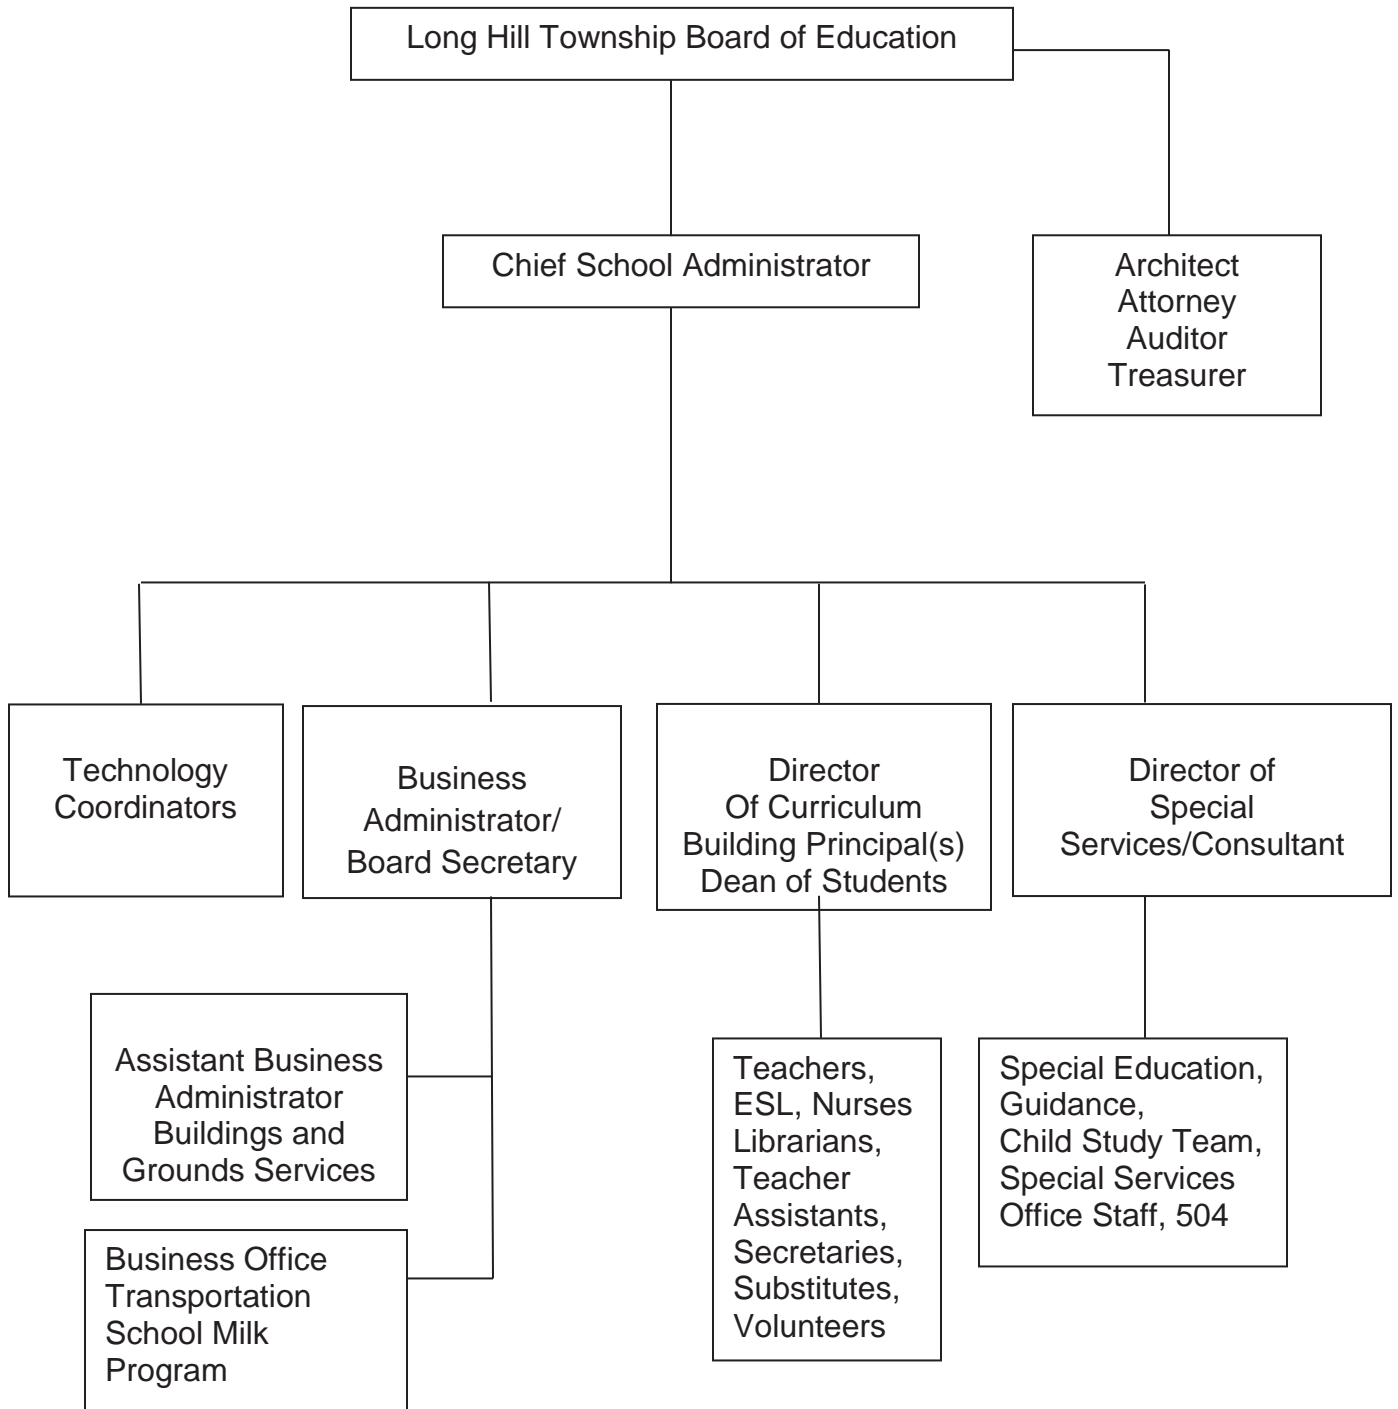 Long Hill Township Board of Education
Chief School Administrator
Architect
Attorney
Auditor
Treasurer
Technology
Coordinators
Business
Administrator/
Board Secretary
Director
Of Curriculum
Building Principal(s)
Dean of Students
Director of
Special
Services/Consultant
Assistant Business
Administrator
Buildings and
Grounds Services
Business Office
Transportation
School Milk
Program
Teachers,
ESL, Nurses
Librarians,
Teacher
Assistants,
Secretaries,
Substitutes,
Volunteers
Special Education,
Guidance,
Child Study Team,
Special Services
Office Staff, 504